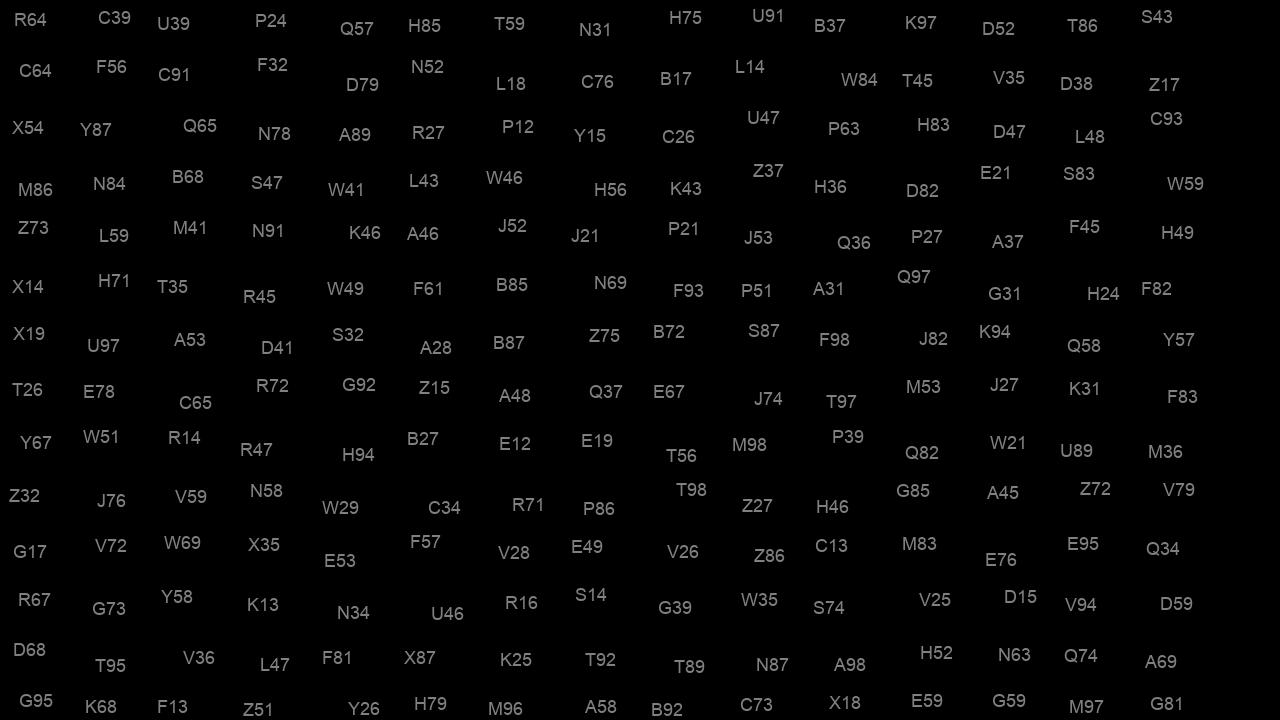 R64 C39 U39 P24 Q57 H85 T59 N31 H75 U91 B37 K97 D52 T86 S43
C64 F56 C91 F32 D79 N52 L18 C76 B17 L14 W84 T45 V35 D38 Z17
X54 Y87 Q65 N78 A89 R27 P12 Y15 C26 U47 P63 H83 D47 L48 C93
M86 N84 B68 S47 W41 L43 W46 H56 K43 Z37 H36 D82 E21 S83 W59
Z73 L59 M41 N91 K46 A46 J52 J21 P21 J53 Q36 P27 A37 F45 H49
X14 H71 T35 R45 W49 F61 B85 N69 F93 P51 A31 Q97 G31 H24 F82
X19 U97 A53 D41 S32 A28 B87 Z75 B72 S87 F98 J82 K94 Q58 Y57
T26 E78 C65 R72 G92 Z15 A48 Q37 E67 J74 T97 M53 J27 K31 F83
Y67 W51 R14 R47 H94 B27 E12 E19 T56 M98 P39 Q82 W21 U89 M36
Z32 J76 V59 N58 W29 C34 R71 P86 T98 Z27 H46 G85 A45 Z72 V79
G17 V72 W69 X35 E53 F57 V28 E49 V26 Z86 C13 M83 E76 E95 Q34
R67 G73 Y58 K13 N34 U46 R16 S14 G39 W35 S74 V25 D15 V94 D59
D68 T95 V36 L47 F81 X87 K25 T92 T89 N87 A98 H52 N63 Q74 A69
G95 K68 F13 Z51 Y26 H79 M96 A58 B92 C73 X18 E59 G59 M97 G81